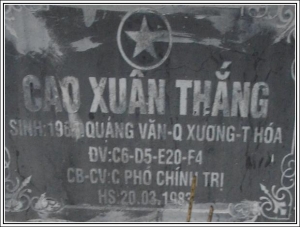 CAO XUÂN THẮNG
SINH: QUẢNG VĂN-Q XƯƠNG-T HÓA
ĐV:C6-D5-E20-F4
CB-CV:C PHÓ CHÍNH TRỊ
HS:20.03.1983